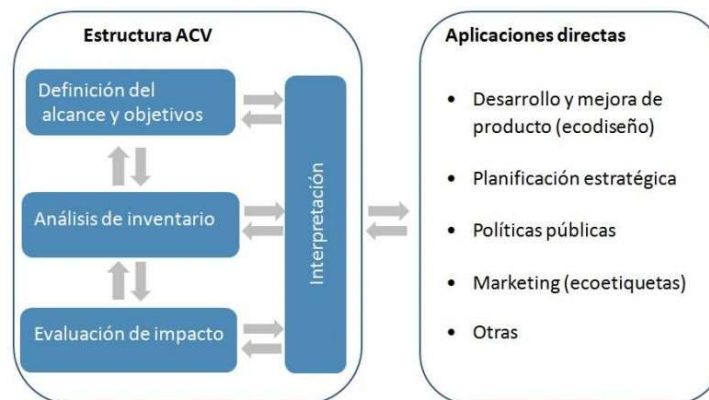 Estructura ACV
Definición del
alcance y objetivos
Análisis de inventario
Evaluación de impacto
Interpretación
Aplicaciones directas
• Desarrollo y mejora de
producto (ecodiseño)
• Planificación estratégica
• Políticas públicas
• Marketing (ecoetiquetas)
• Otras